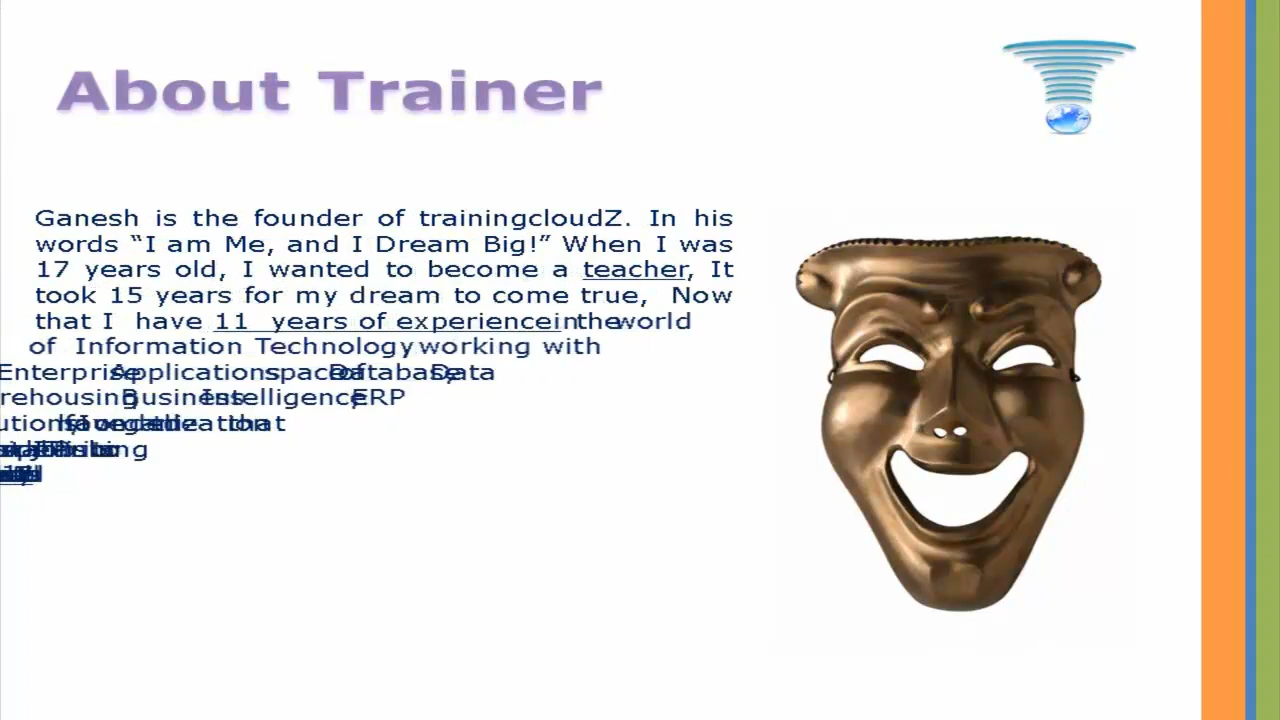 About Trainer
Ganesh is the founder of trainingcloudZ. In his
words “I am Me, and I Dream Big!” When I was
17 years old, I wanted to become a teacher, It
took 15 years for my dream to come true, Now
that I have 11 years of experience in the world
of Information Technology working with
Enterprise Applications space of Database, Data
Business Intelligence, ERP
that